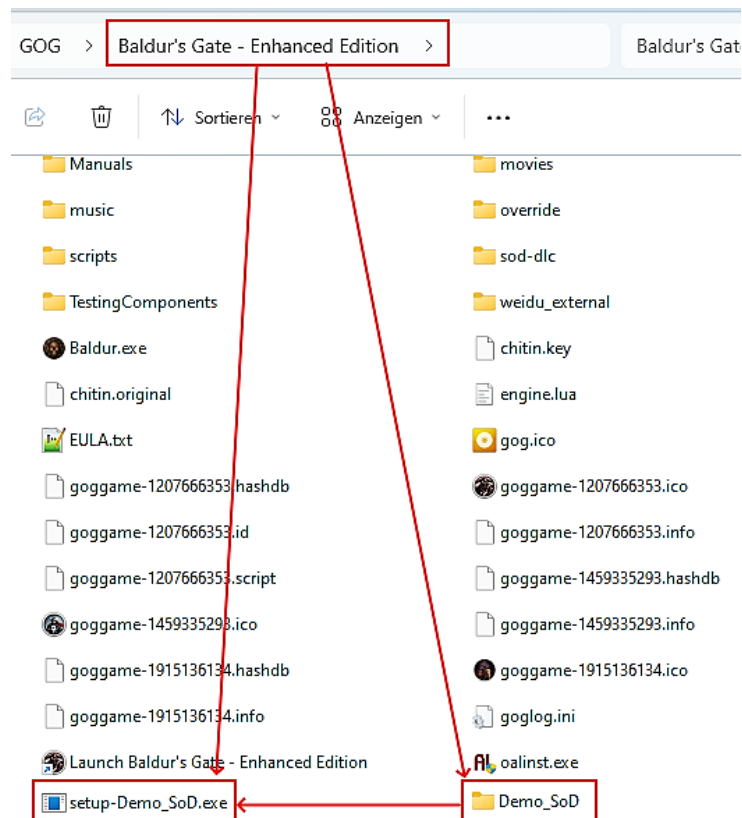 GOG > Baldur's Gate - Enhanced Edition > Baldur's Gat
Sortieren Anzeigen ...
Manuals movies
music override
scripts sod-dlc
TestingComponents weidu_external
Baldur.exe chitin.key
chitin.original engine.lua
EULA.txt gog.ico
goggame-1207666353.hashdb goggame-1207666353.ico
goggame-1207666353.id goggame-1207666353.info
goggame-1207666353.script goggame-1459335293.hashdb
goggame-1459335293.ico goggame-1459335293.info
goggame-1915136134.hashdb goggame-1915136134.ico
goggame-1915136134.info goglog.ini
Launch Baldur's Gate - Enhanced Edition oalinst.exe
setup-Demo_SoD.exe Demo_SoD